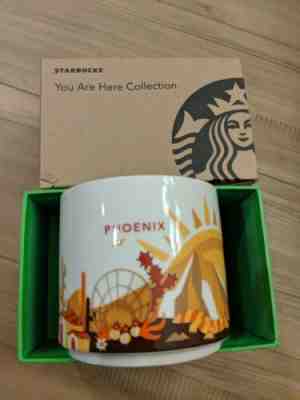 STARBUCKS
You Are Here Collection
PHOENIX